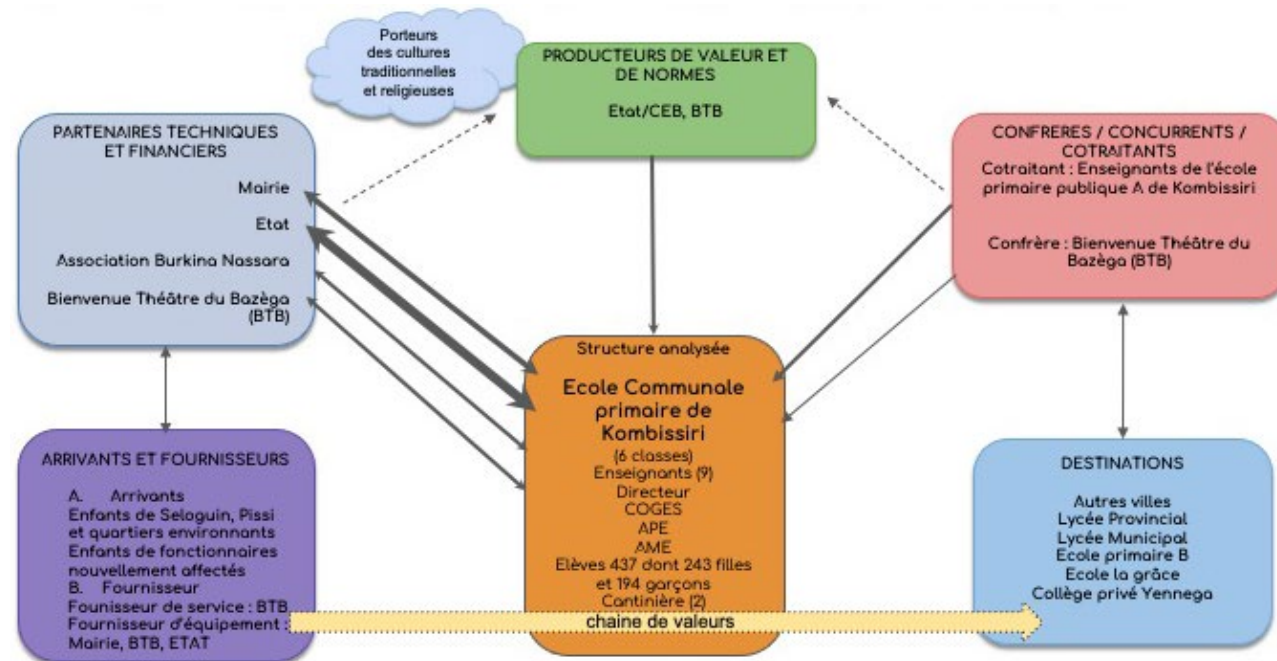 Porteurs
des cultures
traditionnelles
et religieuses
PRODUCTEURS DE VALEUR ET
DE NORMES
Etat/CEB, BTB
PARTENAIRES TECHNIQUES
ET FINANCIERS
Mairie
Etat
Association Burkina Nassara
Bienvenue Théâtre du Bazèga
(BTB)
CONFRERES / CONCURRENTS /
COTRAITANTS
Cotraitant : Enseignants de l'école
primaire publique A de Kombissiri
Confrère : Bienvenue Théâtre du
Bazèga (BTB)
Structure analysée
Ecole Communale
primaire de
Kombissiri
(6 classes)
Enseignants (9)
Directeur
COGES
APE
AME
Elèves 437 dont 243 filles
et 194 garçons
Cantinière (2)
chaine de valeurs
ARRIVANTS ET FOURNISSEURS
A. Arrivants
Enfants de Seloguin, Pissi
et quartiers environnants
Enfants de fonctionnaires
nouvellement affectés
B. Fournisseur
Founisseur de service : BTB
Fournisseur d'équipement :
Mairie, BTB, ETAT
DESTINATIONS
Autres villes
Lycée Provincial
Lycée Municipal
Ecole primaire B
Ecole la grâce
Collège privé Yennega